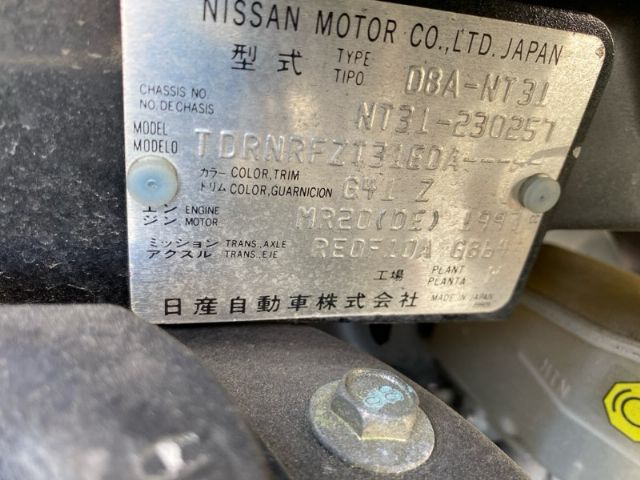 NISSAN MOTOR CO.,LTD. JAPAN
型式 TYPE TIPO DBA-NT31
CHASSIS NO. NO. DE CHASIS NT31-230257
MODEL MODELO TDRNRFZT31EDA-----
カラー COLOR, TRIM
トリム COLOR, GUARNICION G41 Z
エンジン ENGINE MOTOR MR20(DE) 1997
ミッション TRANS., AXLE
アクスル TRANS., EJE RE0F10A
工場 PLANT PLANTA
日産自動車株式会社 MADE IN JAPAN